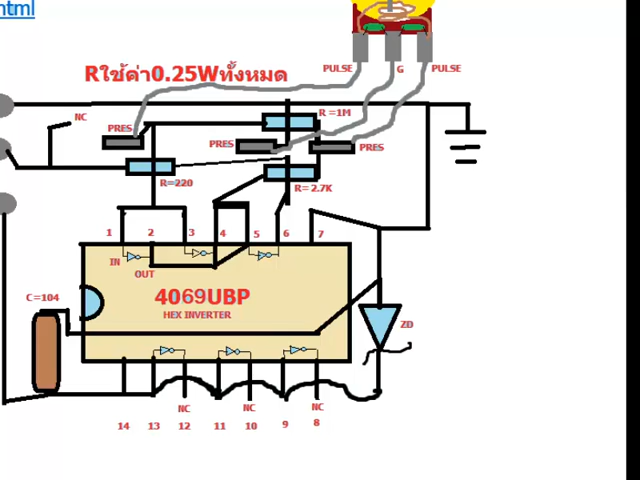 html
PULSE G PULSE
Rใช้ค่า0.25Wทั้งหมด
R =1M
NC
PRES
PRES
R=220
R= 2.7K
1 2 3 4 5 6 7
IN
OUT
C=104
4069UBP
HEX INVERTER
ZD
NC NC NC
14 13 12 11 10 9 8